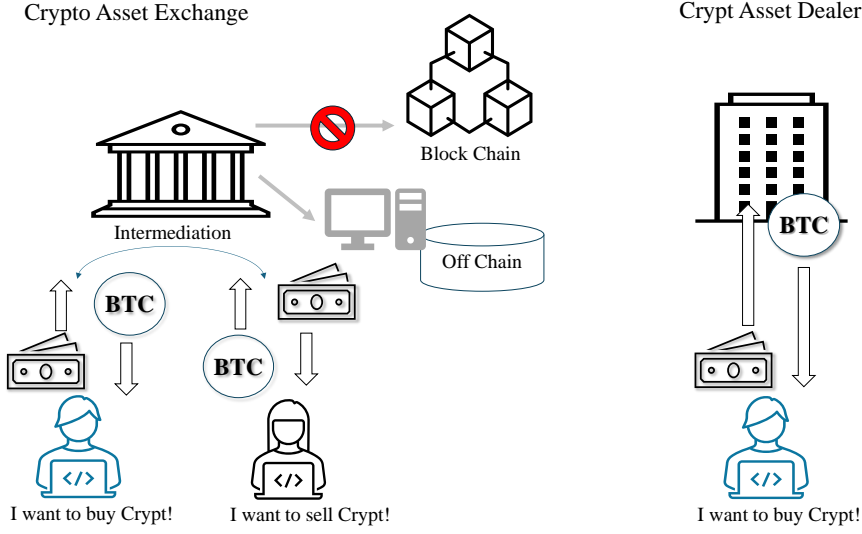 Crypto Asset Exchange
Crypt Asset Dealer
Block Chain
Intermediation
Off Chain
BTC
BTC
BTC
I want to buy Crypt!
I want to sell Crypt!
I want to buy Crypt!